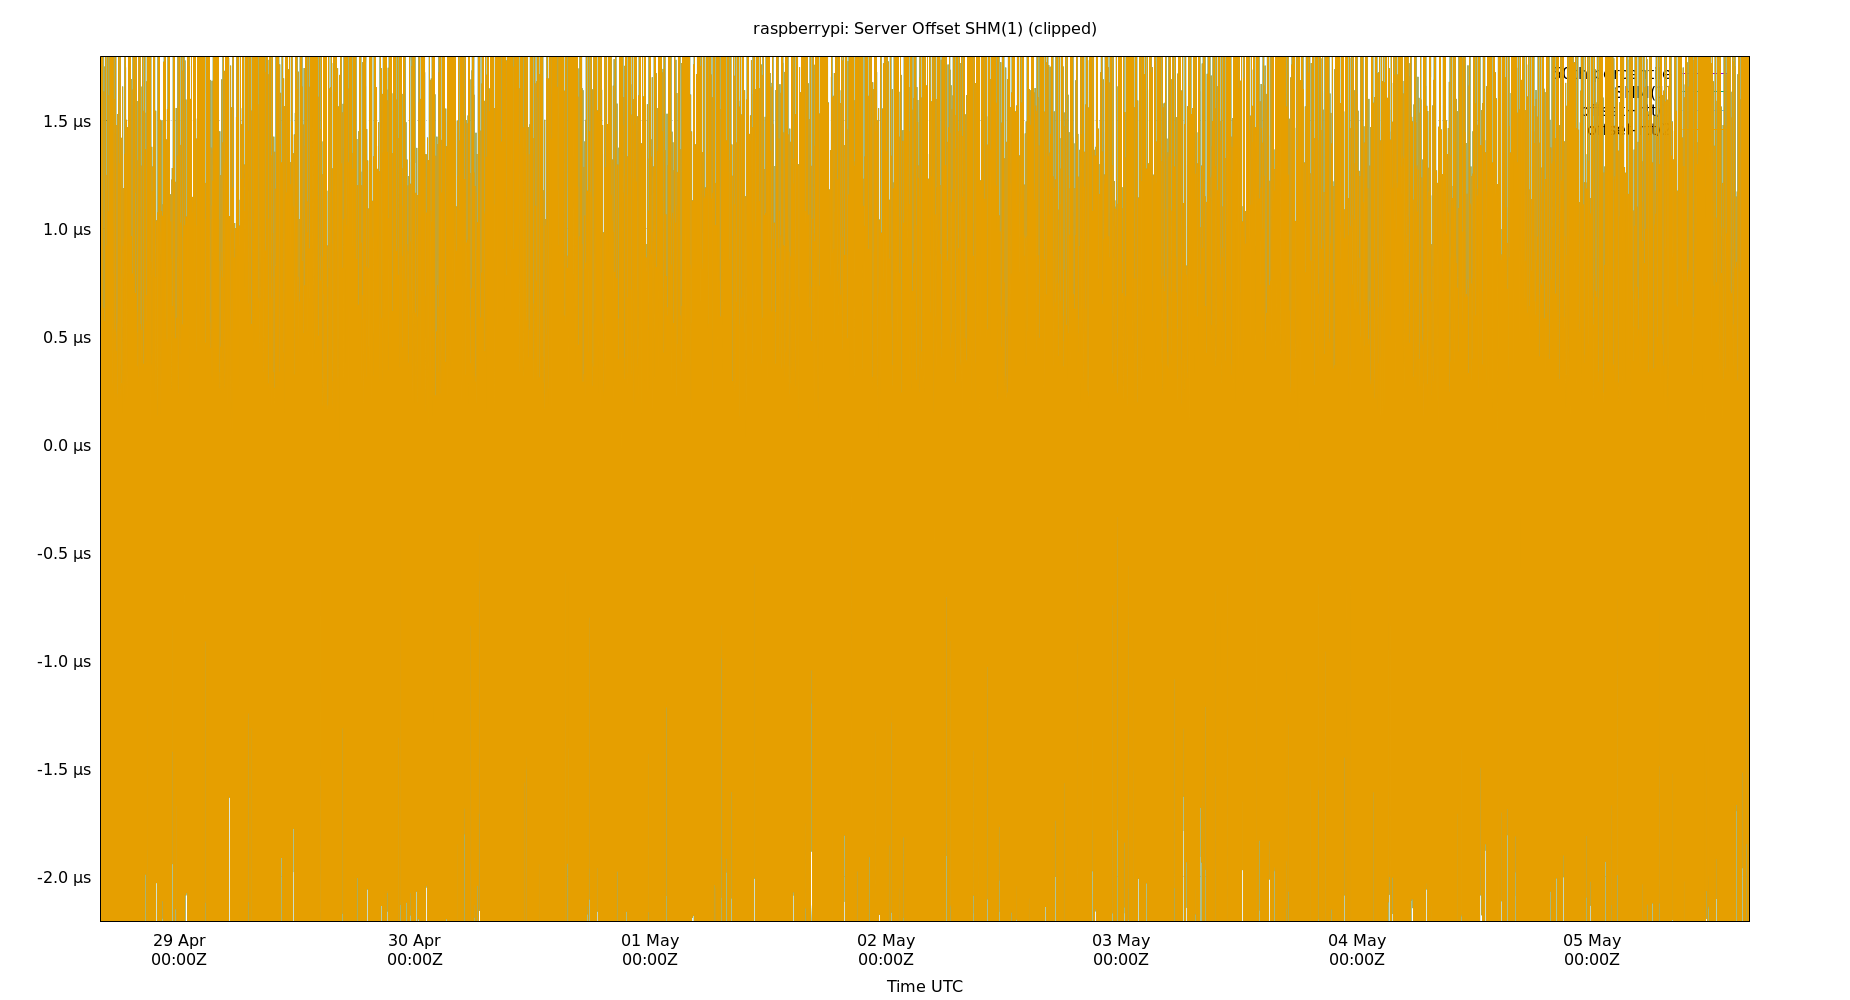 raspberrypi: Server Offset SHM(1) (clipped)
1.5 µs
1.0 µs
0.5 µs
0.0 µs
-0.5 µs
-1.0 µs
-1.5 µs
-2.0 µs
29 Apr 30 Apr 01 May 02 May 03 May 04 May 05 May
00:00Z 00:00Z 00:00Z 00:00Z 00:00Z 00:00Z 00:00Z
Time UTC